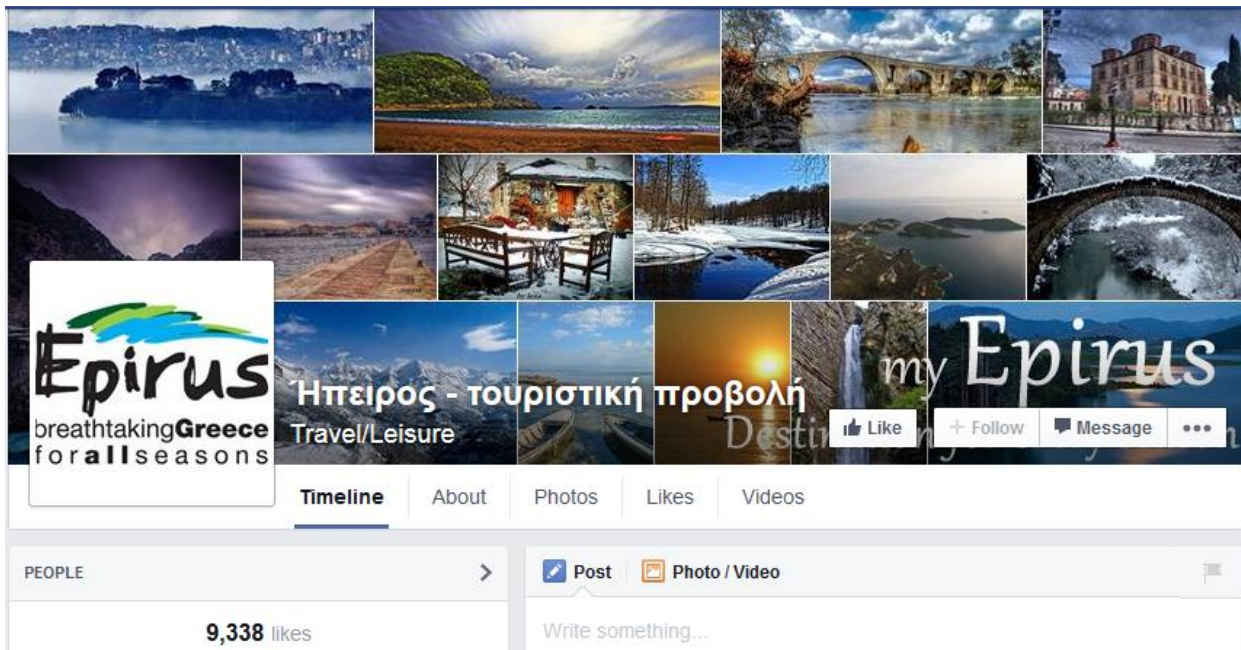 Epirus
breathtakingGreece
forallseasons
my Epirus
Ήπειρος - τουριστική προβολή
Travel/Leisure
Like
Follow
Message
Timeline
About
Photos
Likes
Videos
PEOPLE
9,338 likes
Post
Photo / Video
Write something...